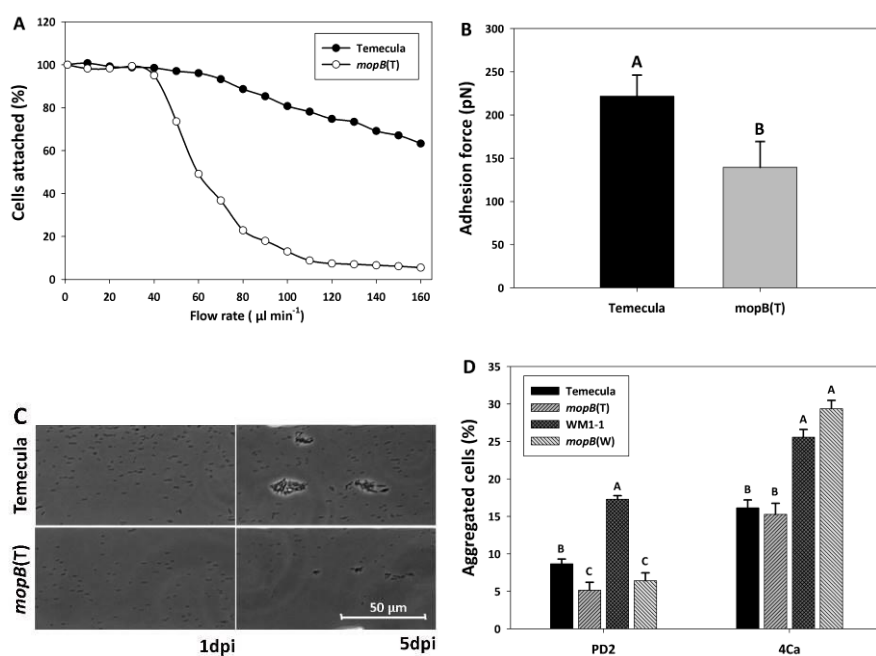 A
Temecula
mopB(T)
120
100
80
60
40
20
0
Cells attached (%)
0 20 40 60 80 100 120 140 160
Flow rate ( µl min⁻¹)
B
300
250
200
150
100
50
0
Adhesion force (pN)
A
B
Temecula mopB(T)
C
Temecula
mopB(T)
50 µm
1dpi 5dpi
D
Temecula
mopB(T)
WM1-1
mopB(W)
35
30
25
20
15
10
5
0
Aggregated cells (%)
B C A C B B A A
PD2 4Ca